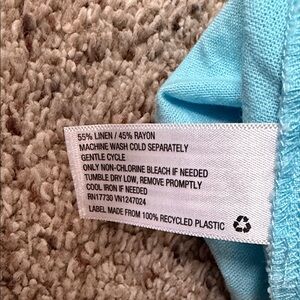 55% LINEN / 45% RAYON
MACHINE WASH COLD SEPARATELY
GENTLE CYCLE
ONLY NON-CHLORINE BLEACH IF NEEDED
TUMBLE DRY LOW, REMOVE PROMPTLY
COOL IRON IF NEEDED
RN17730 VN1247024
LABEL MADE FROM 100% RECYCLED PLASTIC